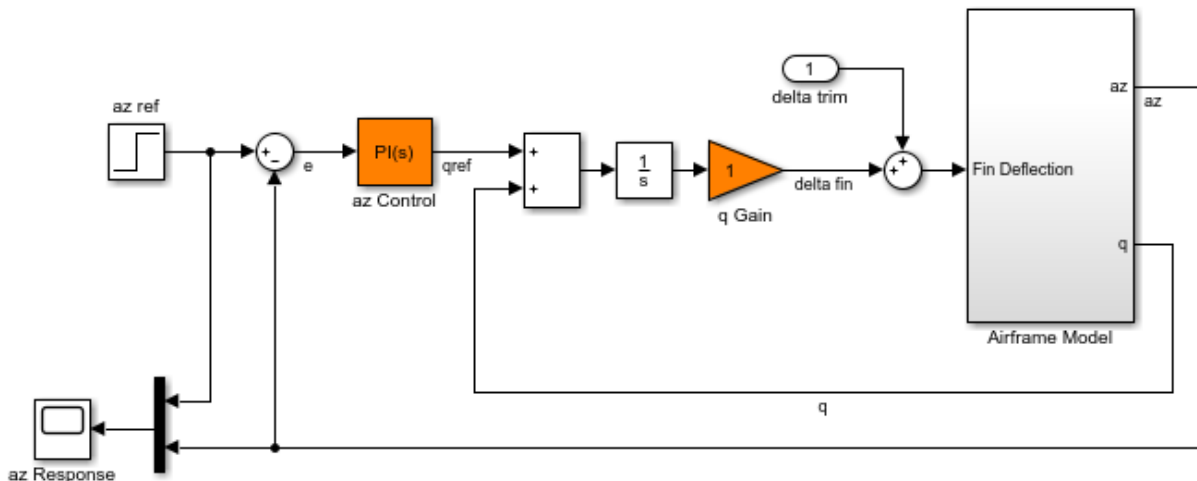 1
delta trim
az
az
az ref
+
−
e
PI(s)
qref
az Control
+
+
1
s
1
delta fin
q Gain
+
+
Fin Deflection
q
Airframe Model
q
az Response